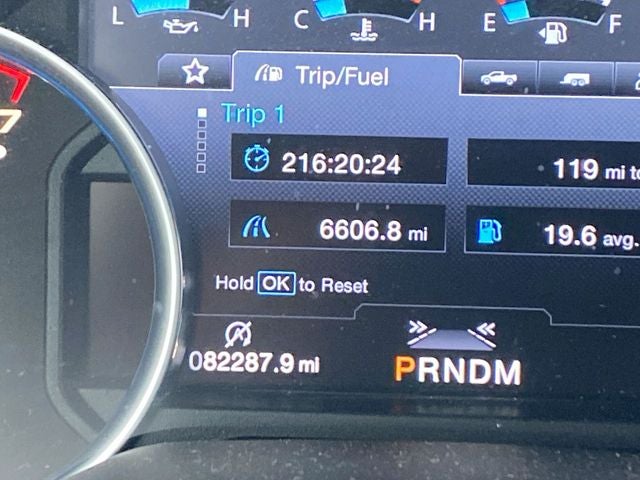 L H C H E F
Trip/Fuel
Trip 1
216:20:24 119 mi to
6606.8 mi 19.6 avg.
Hold OK to Reset
082287.9 mi PRNDM